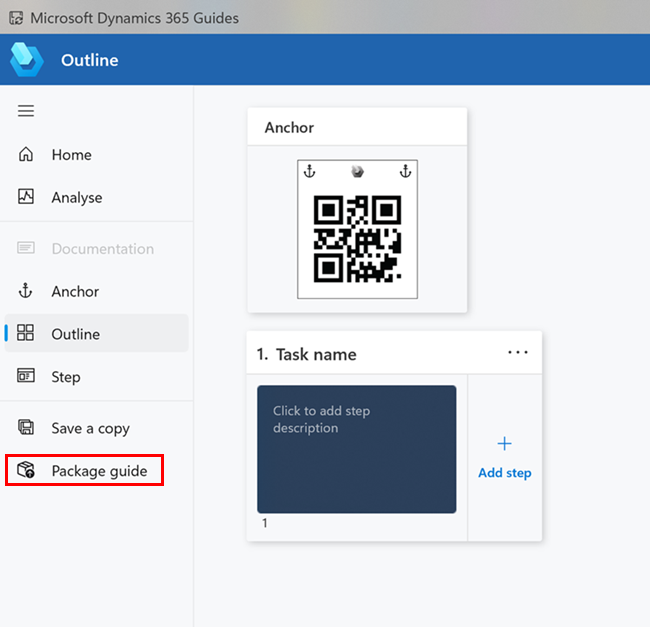 Microsoft Dynamics 365 Guides
Outline
Home
Analyse
Documentation
Anchor
Outline
Step
Save a copy
Package guide
Anchor
1. Task name
Click to add step
description
Add step
1